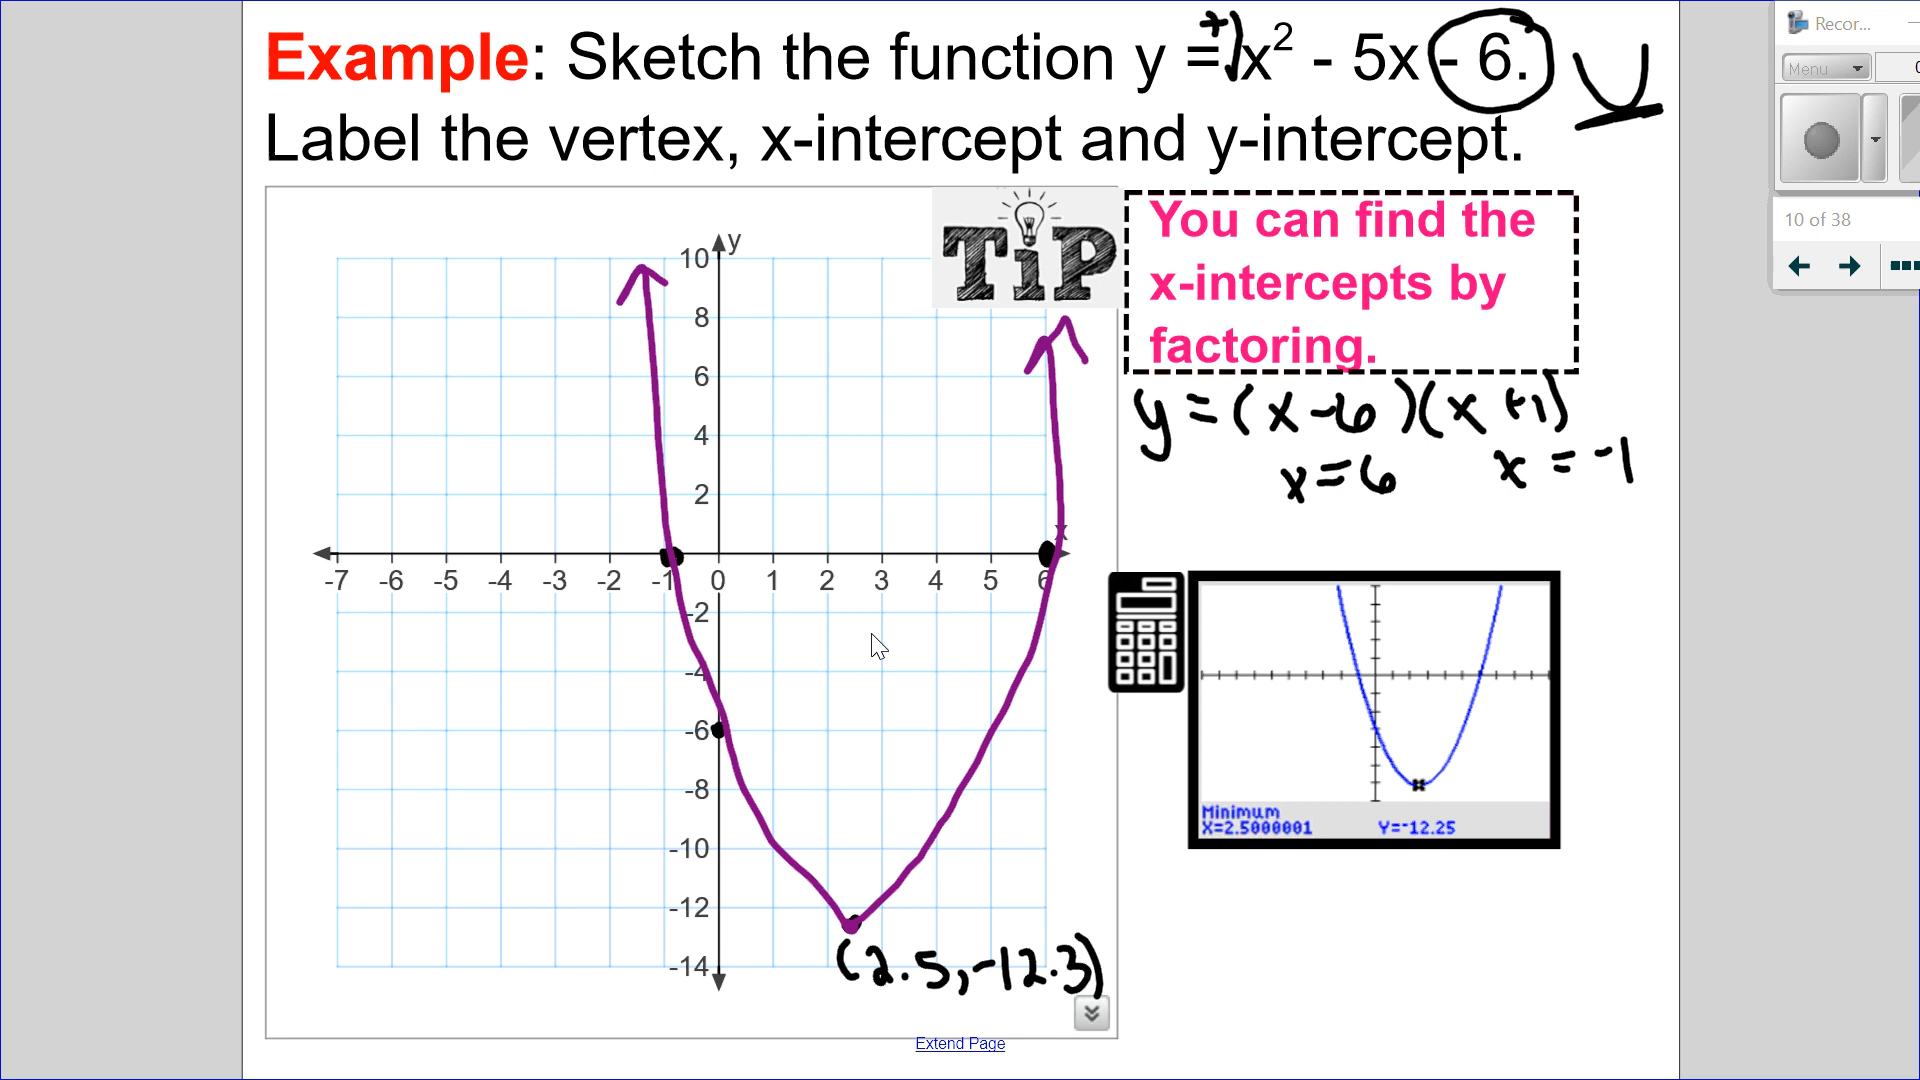 Example: Sketch the function y = +1x² - 5x - 6.
Label the vertex, x-intercept and y-intercept.
Recor...
Menu
0
10 of 38
TiP
You can find the
x-intercepts by
factoring.
y = (x-6)(x+1)
x=6 x=-1
y
10
8
6
4
2
x
-7 -6 -5 -4 -3 -2 -1 0 1 2 3 4 5 6
-2
-4
-6
-8
-10
-12
-14
(2.5,-12.3)
Minimum
X=2.5000001 Y=-12.25
Extend Page